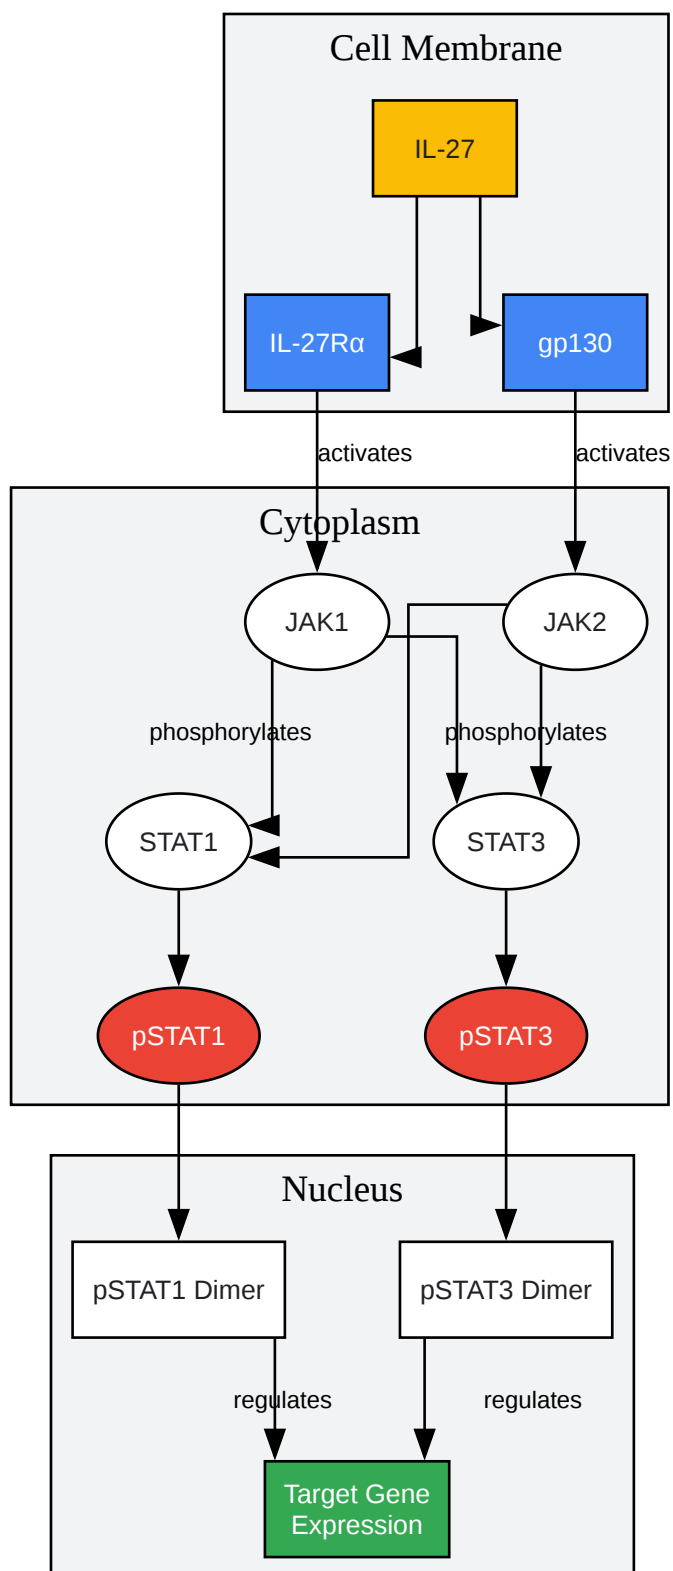 Cell Membrane
IL-27
IL-27Rα
gp130
activates
activates
Cytoplasm
JAK1
JAK2
phosphorylates
phosphorylates
STAT1
STAT3
pSTAT1
pSTAT3
Nucleus
pSTAT1 Dimer
pSTAT3 Dimer
regulates
regulates
Target Gene
Expression